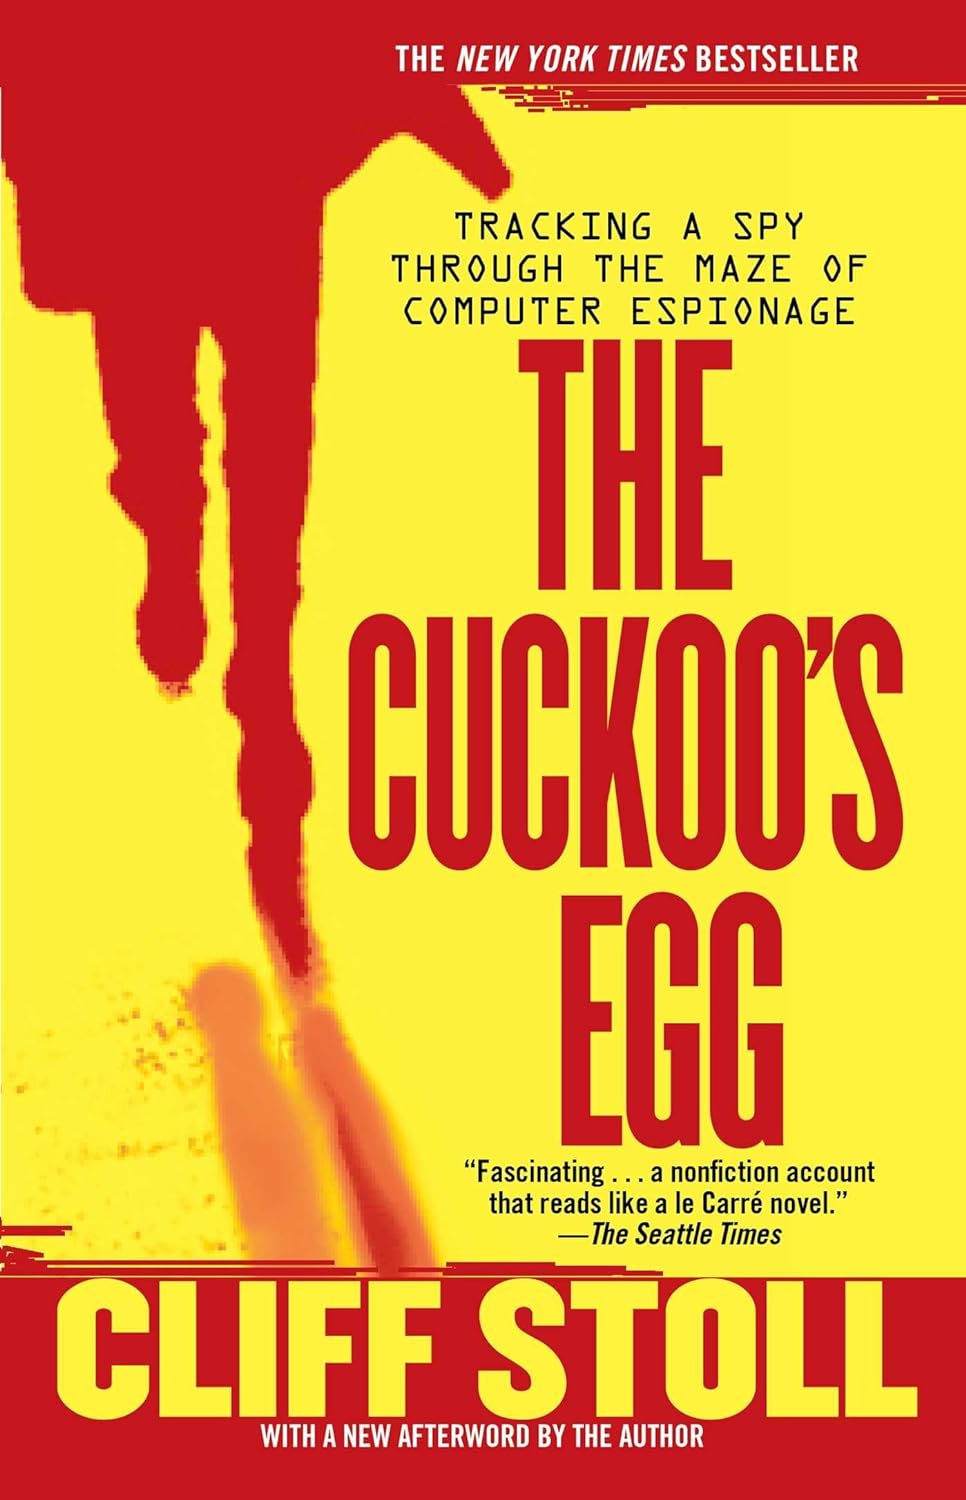 THE NEW YORK TIMES BESTSELLER
TRACKING A SPY
THROUGH THE MAZE OF
COMPUTER ESPIONAGE
THE
CUCKOO'S
EGG
“Fascinating . . . a nonfiction account
that reads like a le Carré novel.”
—The Seattle Times
CLIFF STOLL
WITH A NEW AFTERWORD BY THE AUTHOR